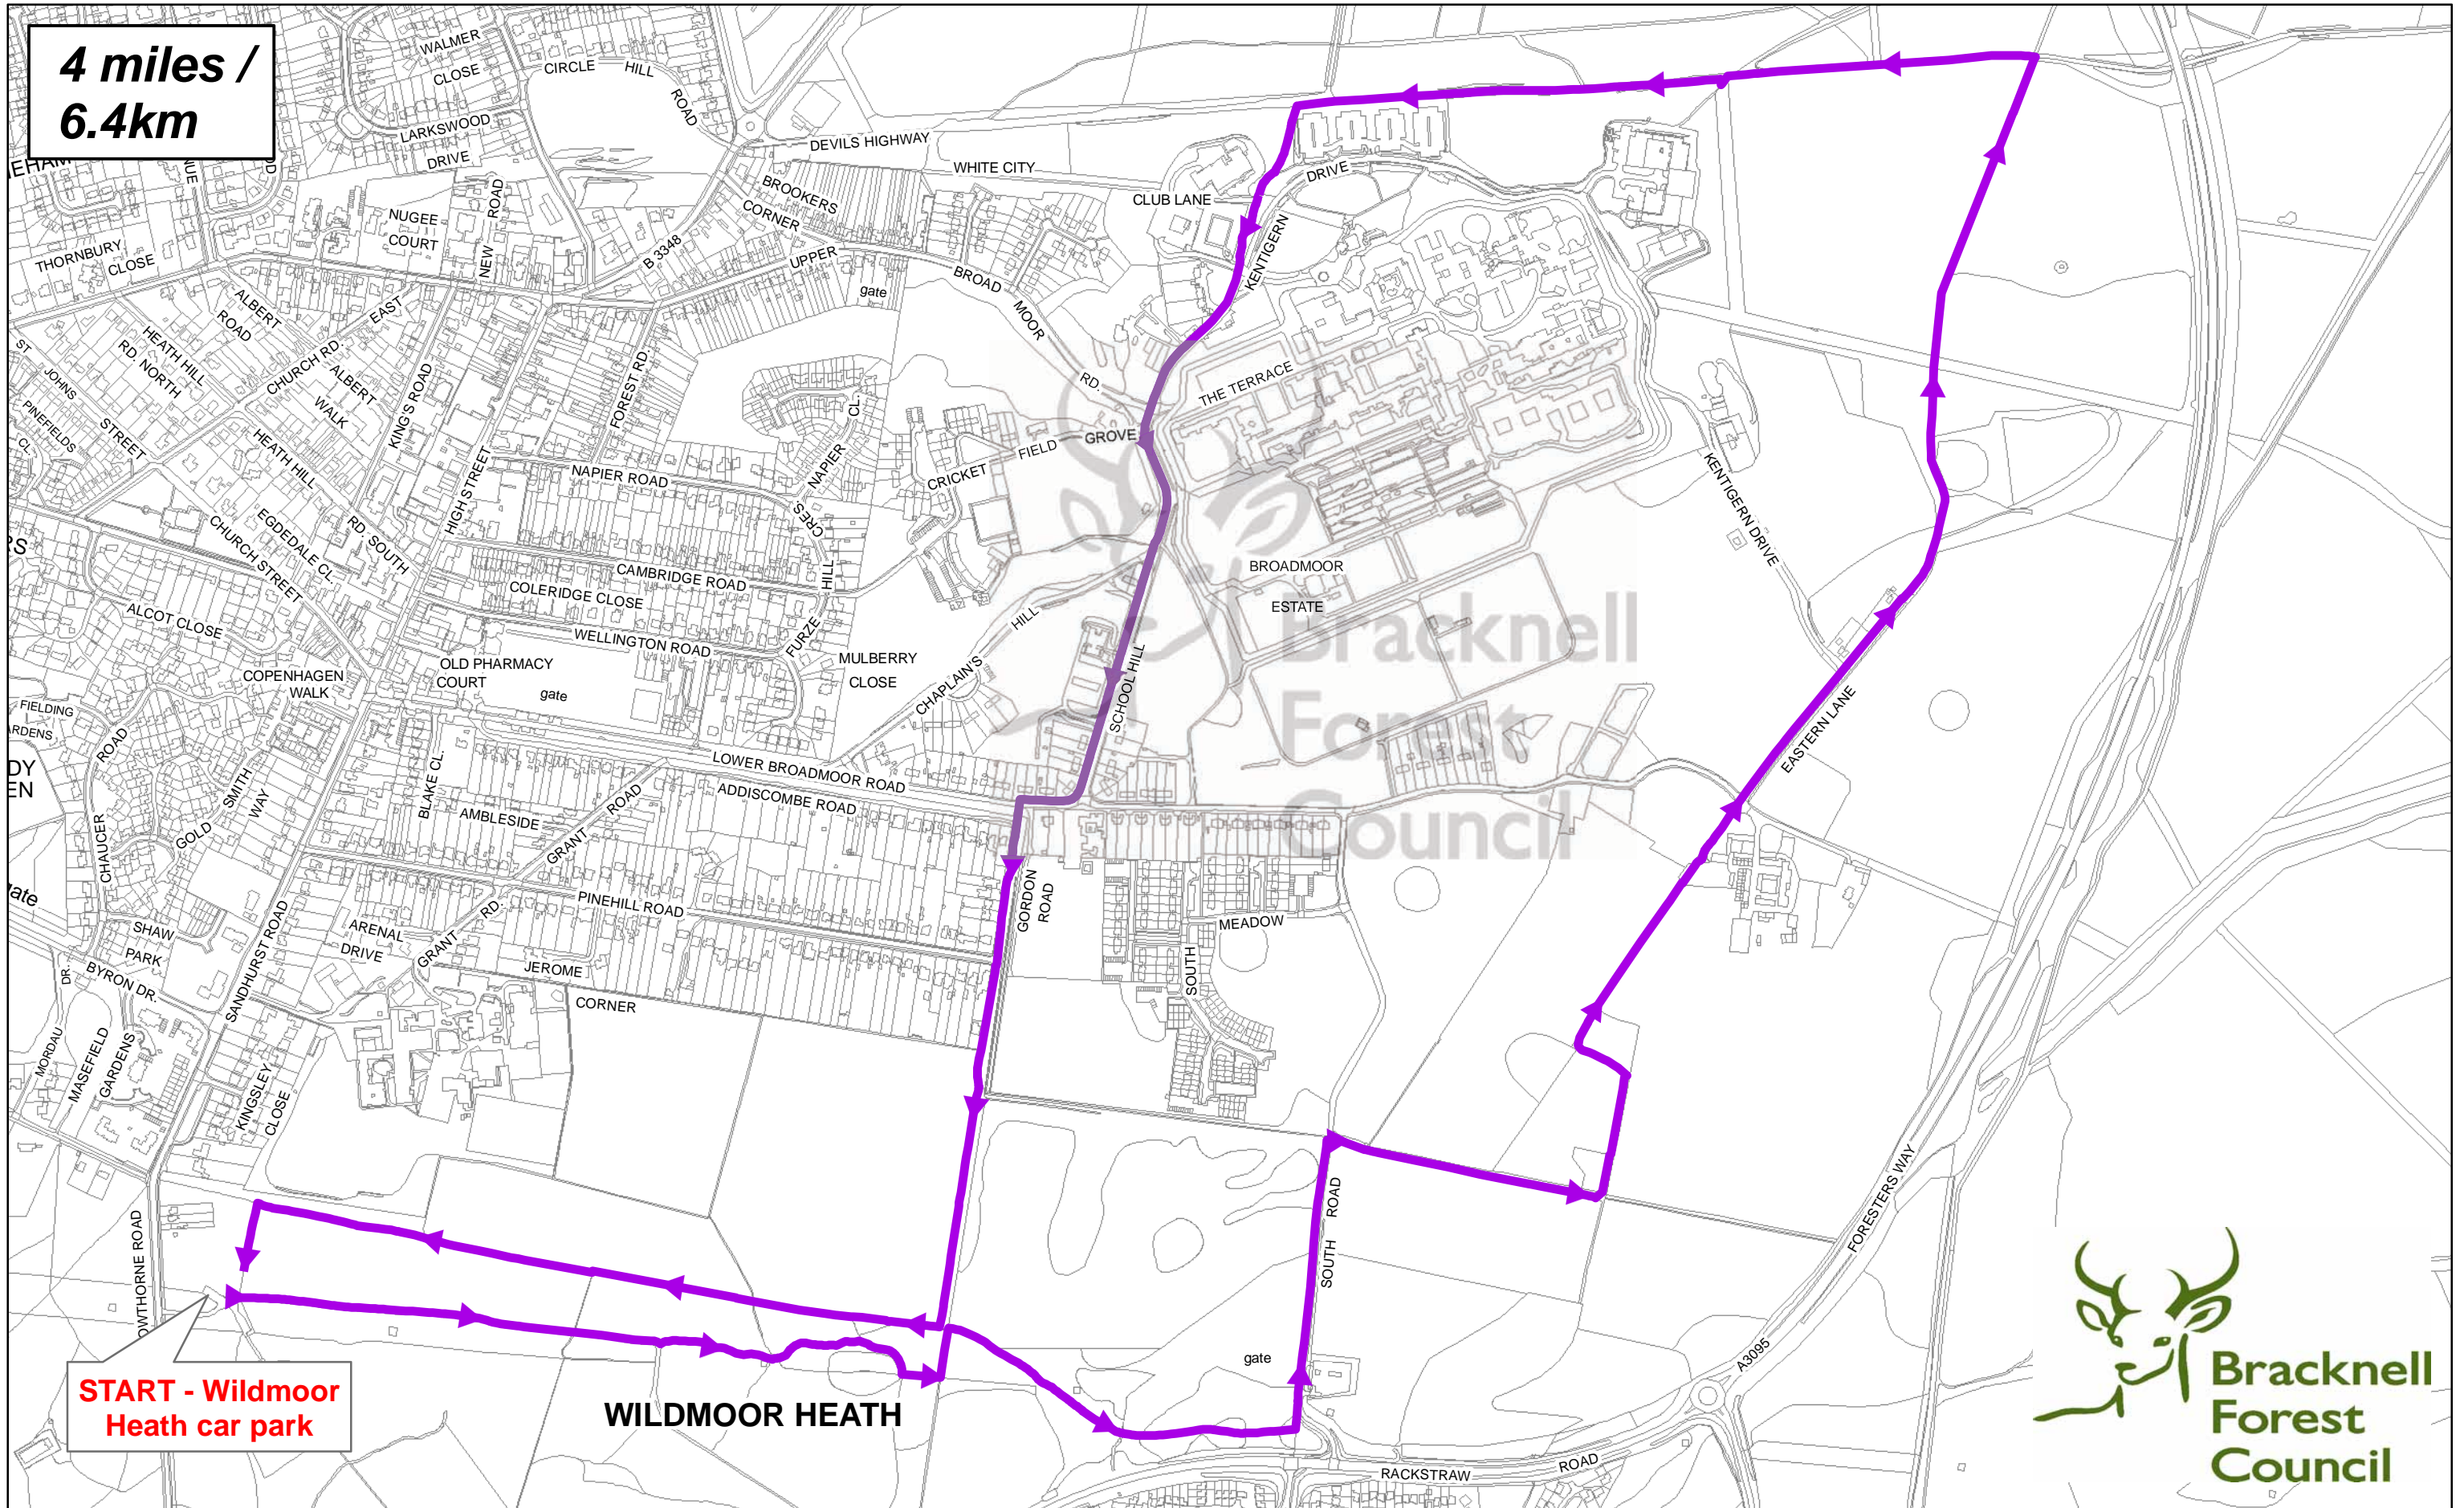 4 miles /
6.4km
WALMER
CLOSE
CIRCLE HILL
ROAD
LARKSWOOD
DRIVE
DEVILS HIGHWAY
WHITE CITY
BROOKERS
CORNER
CLUB LANE
DRIVE
KENTIGERN
NUGEE
COURT
NEW ROAD
NEW
THORNBURY
CLOSE
B 3348
UPPER
BROAD
MOOR
RD.
gate
ALBERT
ROAD
EAST
CHURCH RD.
HEATH HILL
RD. NORTH
ALBERT
WALK
ST
JOHNS
STREET
PINEFIELDS
CL.
KING'S ROAD
FOREST RD.
THE TERRACE
HEATH HILL
RD. SOUTH
HIGH STREET
NAPIER ROAD
NAPIER CL.
CRES
CRICKET
FIELD
GROVE
KENTIGERN DRIVE
EGDEDALE CL.
CHURCH STREET
CAMBRIDGE ROAD
COLERIDGE CLOSE
HILL
FURZE
WELLINGTON ROAD
ALCOT CLOSE
BROADMOOR
ESTATE
HILL
CHAPLAIN'S
SCHOOL HILL
MULBERRY
CLOSE
OLD PHARMACY
COURT
gate
COPENHAGEN
WALK
FIELDING
ROAD
CHAUCER
SMITH
WAY
GOLD
BLAKE CL.
LOWER BROADMOOR ROAD
ADDISCOMBE ROAD
AMBLESIDE
GRANT ROAD
EASTERN LANE
Bracknell
Forest
Council
PINEHILL ROAD
GORDON
ROAD
MEADOW
SOUTH
ARENAL
DRIVE
GRANT RD.
JEROME
CORNER
SHAW
PARK
BYRON DR.
SANDHURST ROAD
DR.
MORDAU
MASEFIELD
GARDENS
KINGSLEY
CLOSE
SOUTH ROAD
FORESTERS WAY
OWTHORNE ROAD
START - Wildmoor
Heath car park
WILDMOOR HEATH
gate
A3095
RACKSTRAW ROAD
Bracknell
Forest
Council